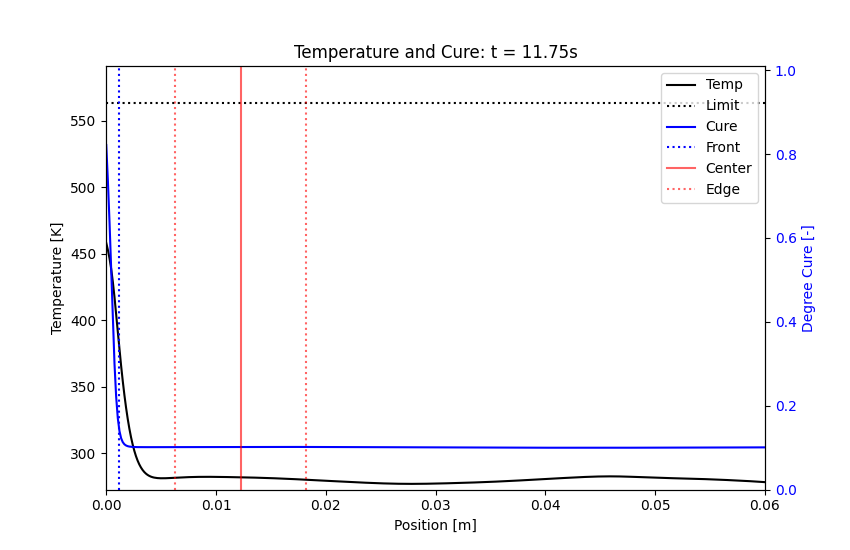 Temperature and Cure: t = 11.75s
Temp
Limit
Cure
Front
Center
Edge
Temperature [K]
550
500
450
400
350
300
1.0
0.8
0.6
0.4
0.2
0.0
Degree Cure [-]
0.00
0.01
0.02
0.03
0.04
0.05
0.06
Position [m]